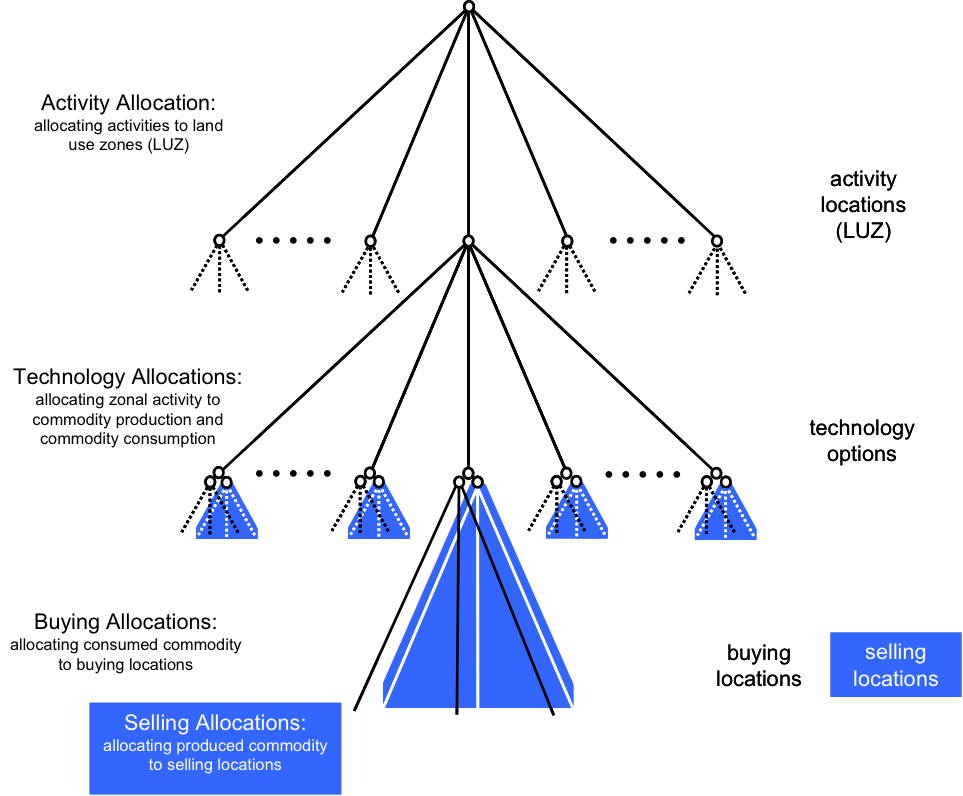 Activity Allocation:
allocating activities to land
use zones (LUZ)
activity
locations
(LUZ)
Technology Allocations:
allocating zonal activity to
commodity production and
commodity consumption
technology
options
Buying Allocations:
allocating consumed commodity
to buying locations
buying
locations
selling
locations
Selling Allocations:
allocating produced commodity
to selling locations